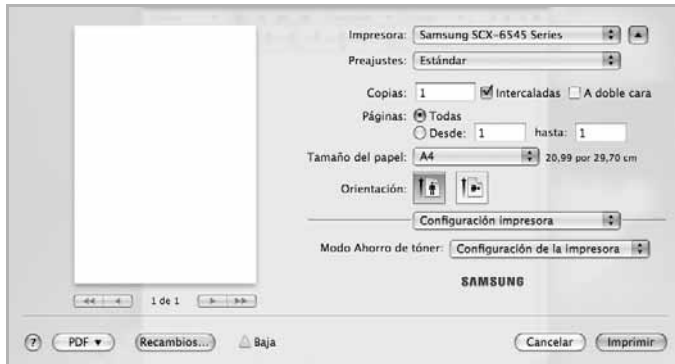 Impresora: Samsung SCX-6545 Series
Preajustes: Estándar
Copias: 1 Intercaladas A doble cara
Páginas: Todas
Desde: 1 hasta: 1
Tamaño del papel: A4 20,99 por 29,70 cm
Orientación:
Configuración impresora
Modo Ahorro de tóner: Configuración de la impresora
SAMSUNG
1 de 1
? PDF Recambios... Baja Cancelar Imprimir